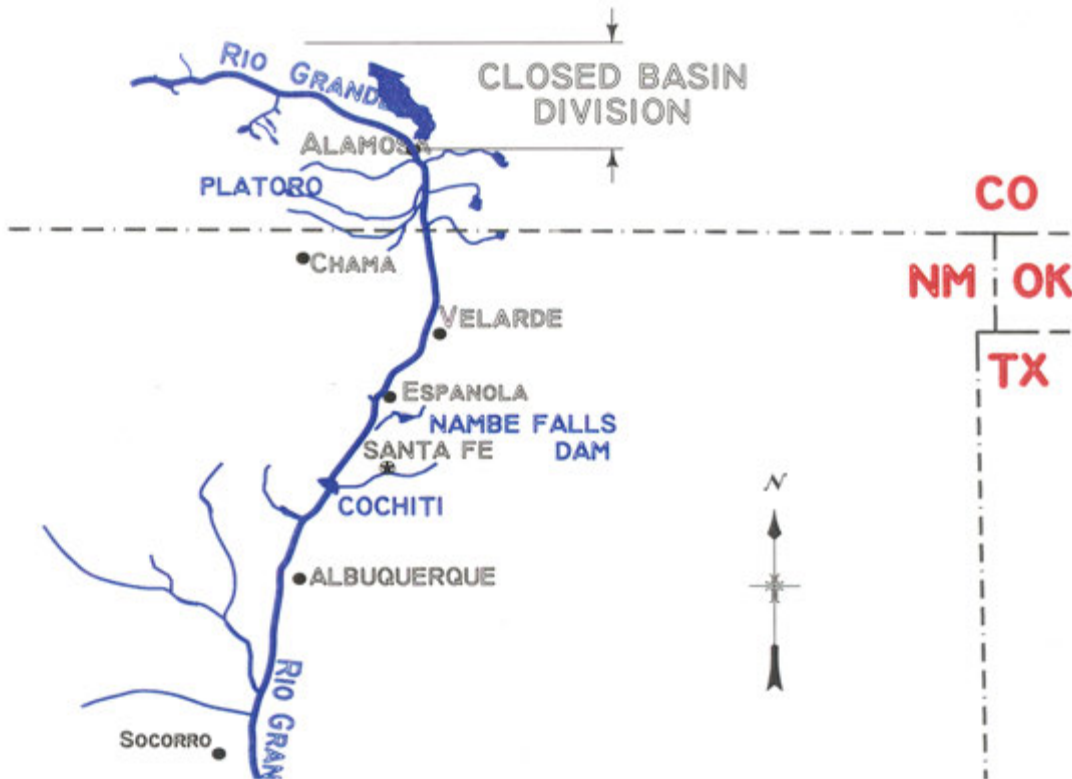 RIO GRANDE
CLOSED BASIN
DIVISION
ALAMOSA
PLATORO
CO
CHAMA
NM
OK
VELARDE
TX
ESPANOLA
NAMBE FALLS
DAM
SANTA FE
N
COCHITI
ALBUQUERQUE
RIO GRAN
SOCORRO